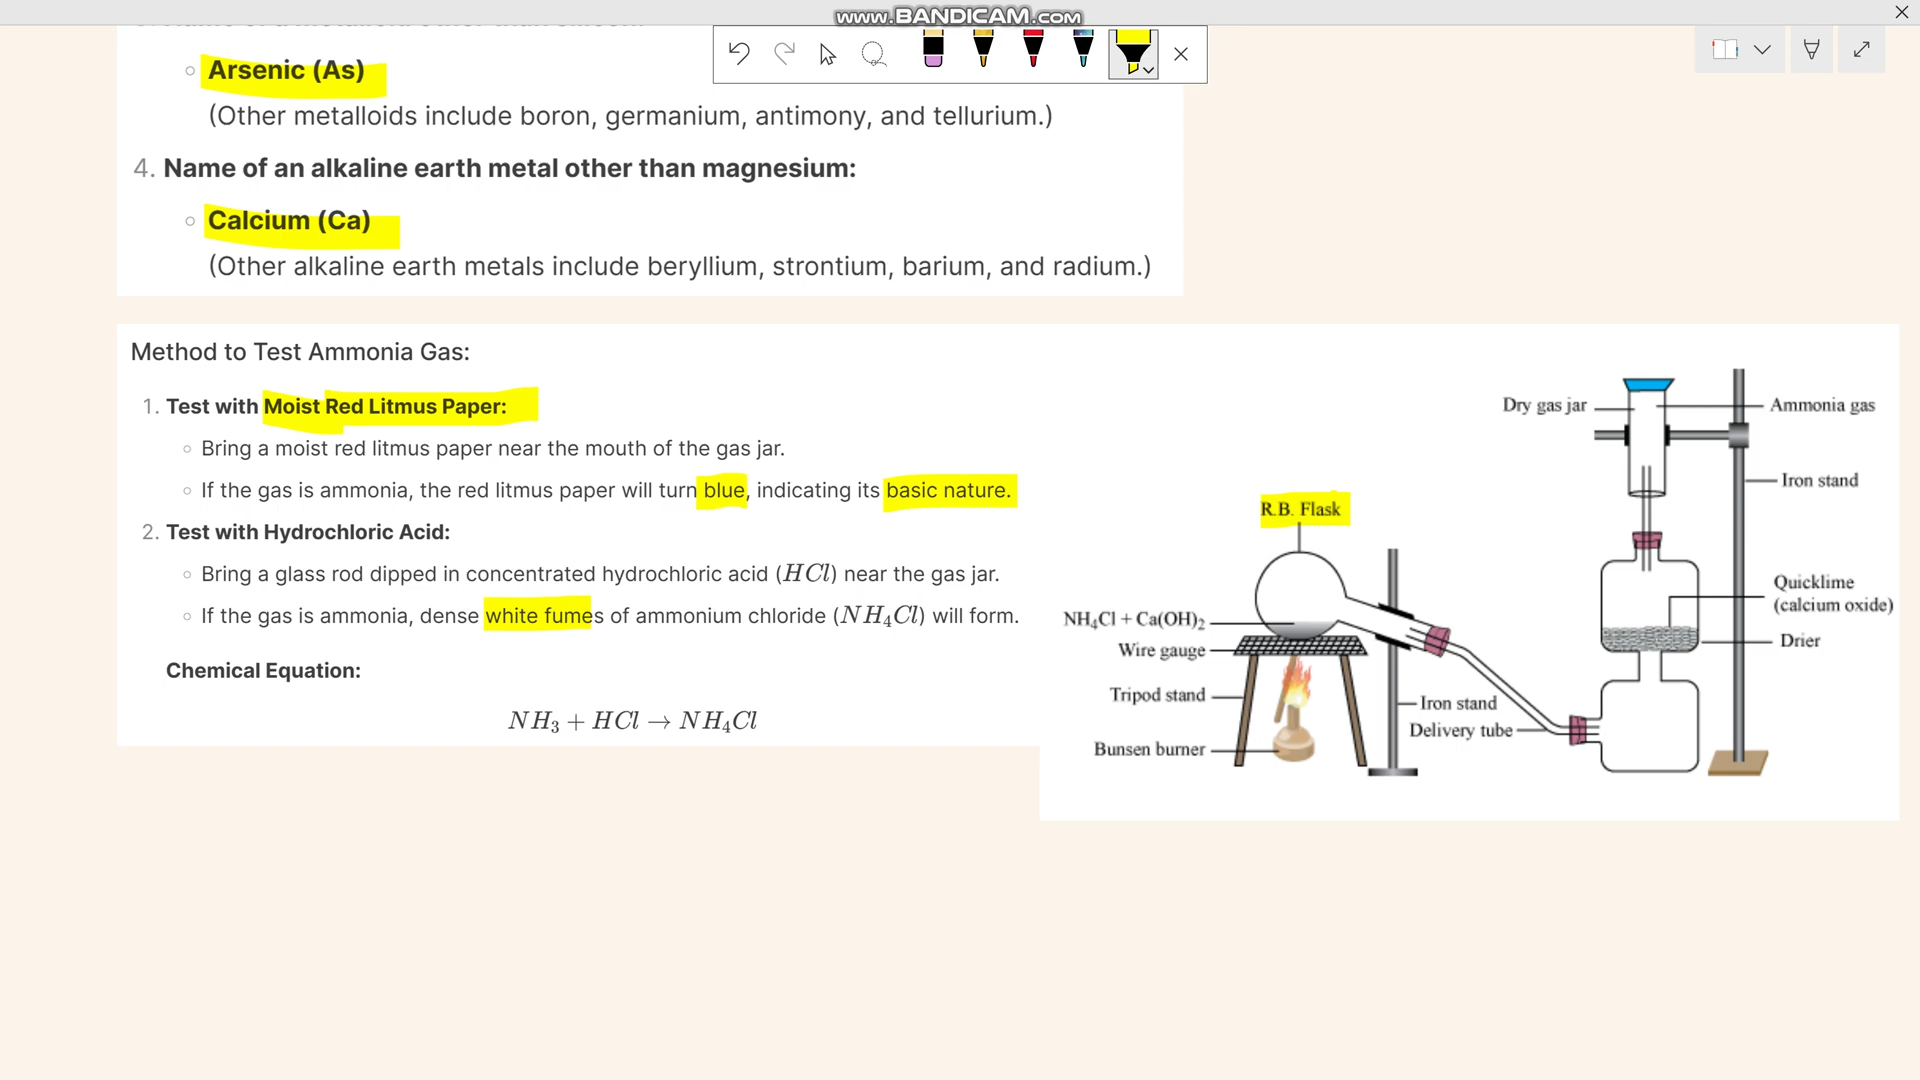 www.BANDICAM.com
Arsenic (As)
(Other metalloids include boron, germanium, antimony, and tellurium.)
4. Name of an alkaline earth metal other than magnesium:
Calcium (Ca)
(Other alkaline earth metals include beryllium, strontium, barium, and radium.)
Method to Test Ammonia Gas:
1. Test with Moist Red Litmus Paper:
Bring a moist red litmus paper near the mouth of the gas jar.
If the gas is ammonia, the red litmus paper will turn blue, indicating its basic nature.
2. Test with Hydrochloric Acid:
Bring a glass rod dipped in concentrated hydrochloric acid (HCl) near the gas jar.
If the gas is ammonia, dense white fumes of ammonium chloride (NH₄Cl) will form.
Chemical Equation:
NH₃ + HCl → NH₄Cl
Dry gas jar
Ammonia gas
Iron stand
R.B. Flask
Quicklime
(calcium oxide)
NH₄Cl + Ca(OH)₂
Drier
Wire gauge
Tripod stand
Iron stand
Delivery tube
Bunsen burner